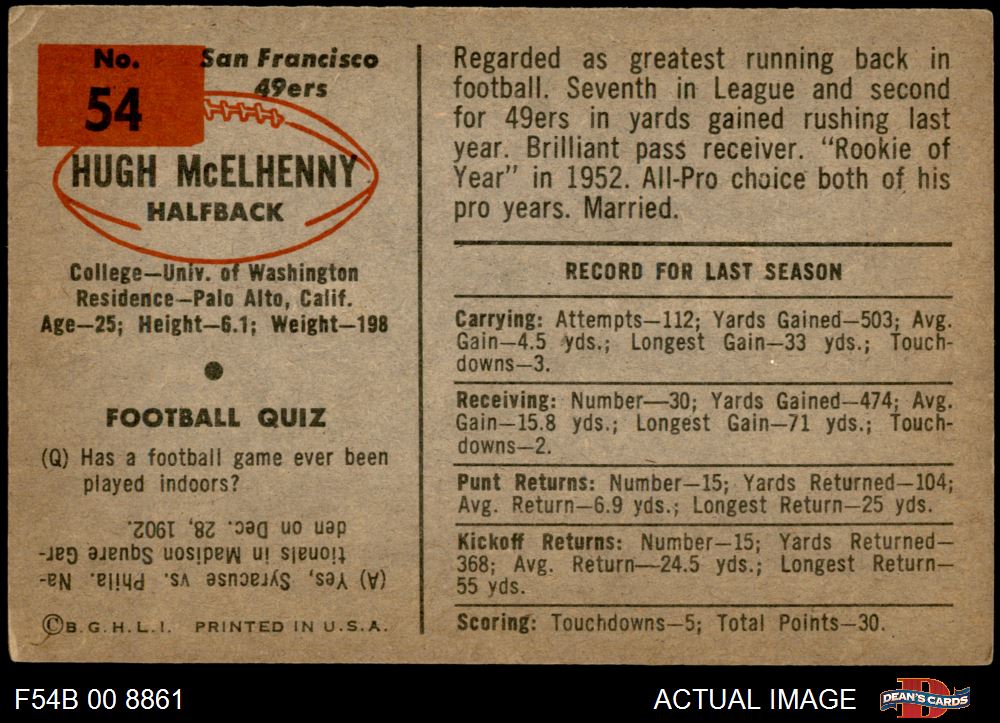 No.
54
San Francisco
49ers
HUGH McELHENNY
HALFBACK
College—Univ. of Washington
Residence—Palo Alto, Calif.
Age—25; Height—6.1; Weight—198
FOOTBALL QUIZ
(Q) Has a football game ever been
played indoors?
(A) Yes, Syracuse vs. Phila. Na-
tionals in Madison Square Gar-
den on Dec. 28, 1902.
©B.G.H.L.I. PRINTED IN U.S.A.
Regarded as greatest running back in
football. Seventh in League and second
for 49ers in yards gained rushing last
year. Brilliant pass receiver. "Rookie of
Year" in 1952. All-Pro choice both of his
pro years. Married.
RECORD FOR LAST SEASON
Carrying: Attempts—112; Yards Gained—503; Avg.
Gain—4.5 yds.; Longest Gain—33 yds.; Touch-
downs—3.
Receiving: Number—30; Yards Gained—474; Avg.
Gain—15.8 yds.; Longest Gain—71 yds.; Touch-
downs—2.
Punt Returns: Number—15; Yards Returned—104;
Avg. Return—6.9 yds.; Longest Return—25 yds.
Kickoff Returns: Number—15; Yards Returned—
368; Avg. Return—24.5 yds.; Longest Return—
55 yds.
Scoring: Touchdowns—5; Total Points—30.
F54B 00 8861
ACTUAL IMAGE
DEAN'S CARDS